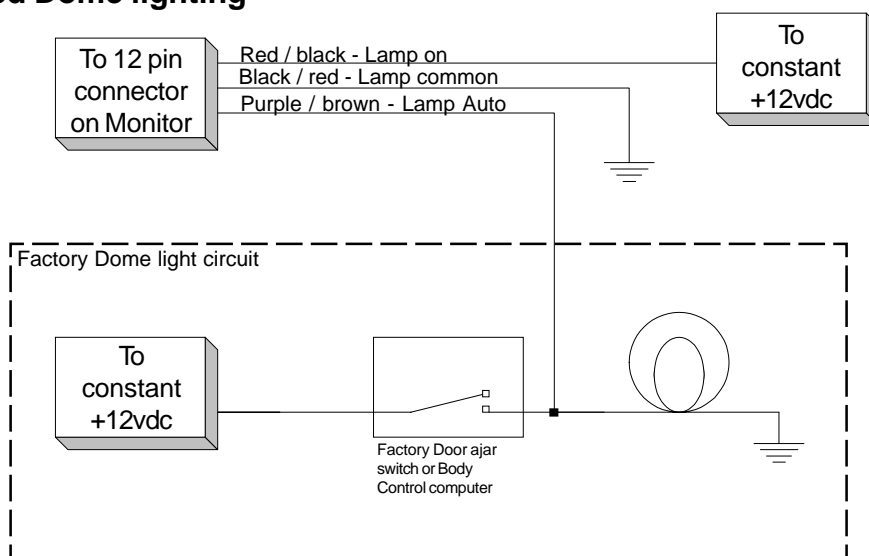 Dome lighting
To 12 pin
connector
on Monitor
Red / black - Lamp on
Black / red - Lamp common
Purple / brown - Lamp Auto
To
constant
+12vdc
Factory Dome light circuit
To
constant
+12vdc
Factory Door ajar
switch or Body
Control computer